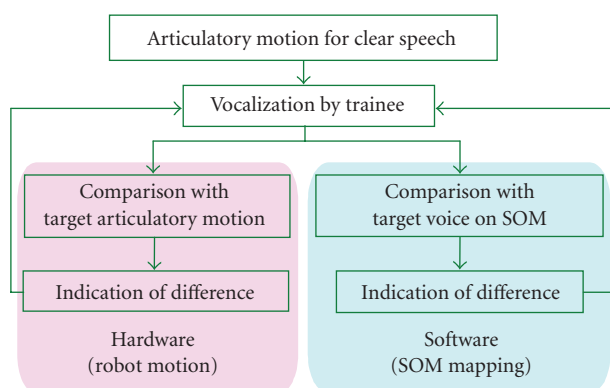 Articulatory motion for clear speech
Vocalization by trainee
Comparison with
target articulatory motion
Indication of difference
Hardware
(robot motion)
Comparison with
target voice on SOM
Indication of difference
Software
(SOM mapping)